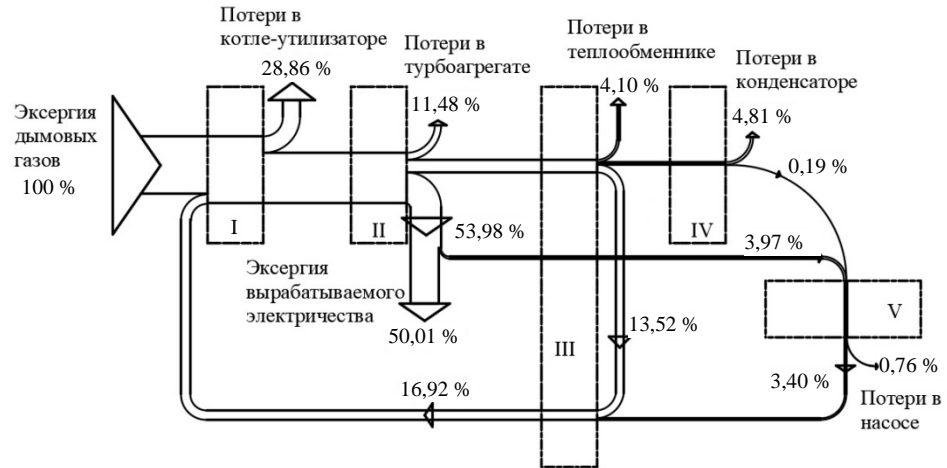 Потери в
котле-утилизаторе
28,86 %
Потери в
турбоагрегате
11,48 %
Потери в
теплообменнике
4,10 %
Потери в
конденсаторе
4,81 %
Эксергия
дымовых
газов
100 %
0,19 %
I
II
IV
53,98 %
3,97 %
Эксергия
вырабатываемого
электричества
50,01 %
III
13,52 %
V
0,76 %
16,92 %
3,40 %
Потери в
насосе